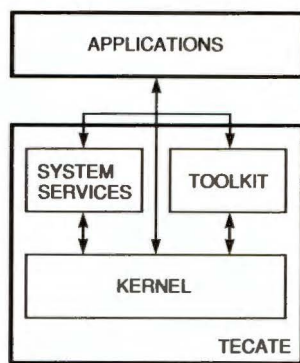 APPLICATIONS
SYSTEM
SERVICES
TOOLKIT
KERNEL
TECATE